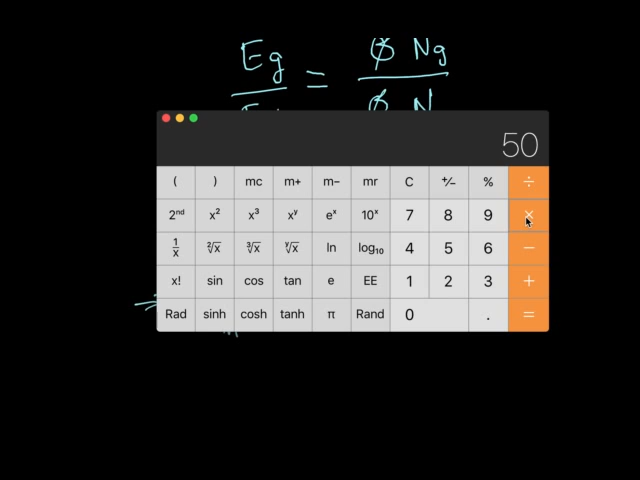 Eg = ϕ Ng
ϕ N
50
( ) mc m+ m− mr C +/− % ÷
2ⁿᵈ x² x³ xʸ eˣ 10ˣ 7 8 9 ×
1/x ²√x ³√x ʸ√x ln log₁₀ 4 5 6 −
x! sin cos tan e EE 1 2 3 +
Rad sinh cosh tanh π Rand 0 . =